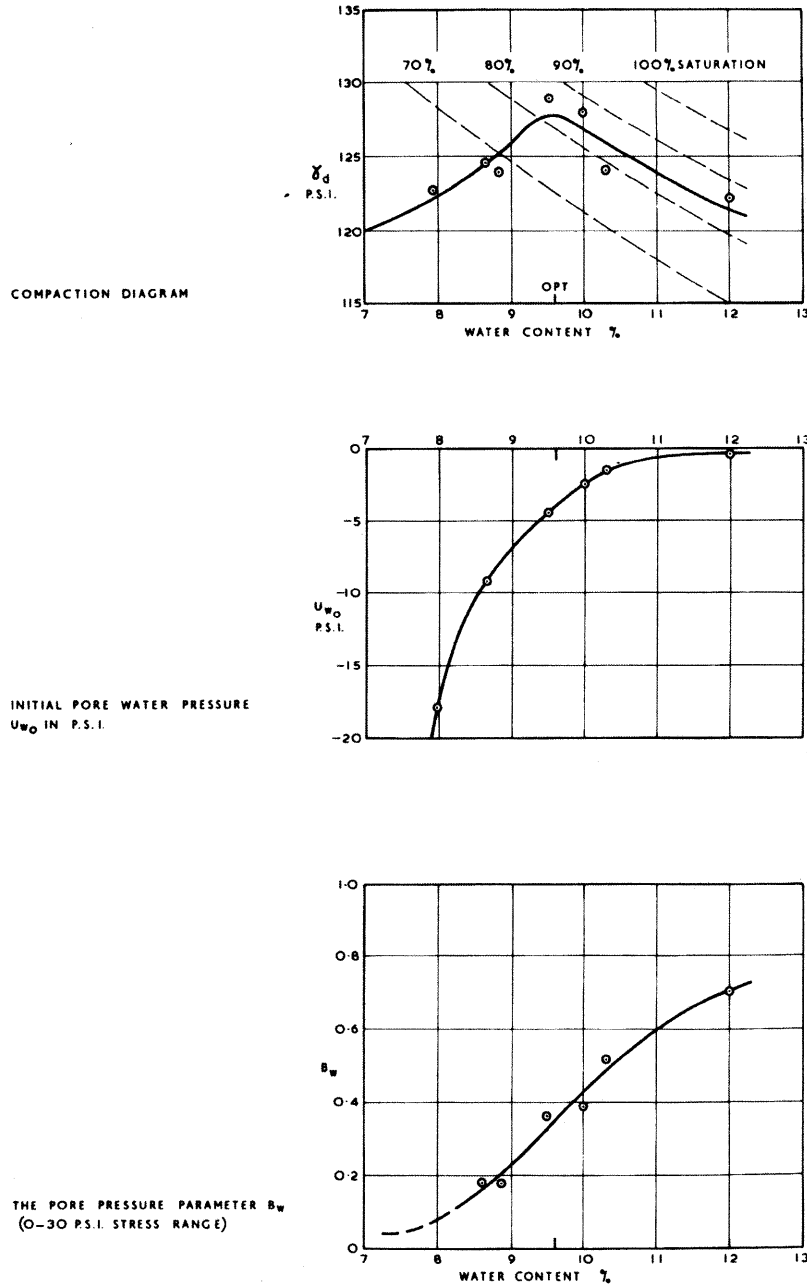 135
130
125
120
115
70% 80% 90% 100% SATURATION
γd
P.S.I.
OPT
7 8 9 10 11 12 13
WATER CONTENT %
COMPACTION DIAGRAM
7 8 9 10 11 12 13
0
-5
-10
-15
-20
Uwo
P.S.I.
INITIAL PORE WATER PRESSURE
Uwo IN P.S.I.
1·0
0·8
0·6
0·4
0·2
0
Bw
7 8 9 10 11 12 13
WATER CONTENT %
THE PORE PRESSURE PARAMETER Bw
(0-30 P.S.I. STRESS RANGE)